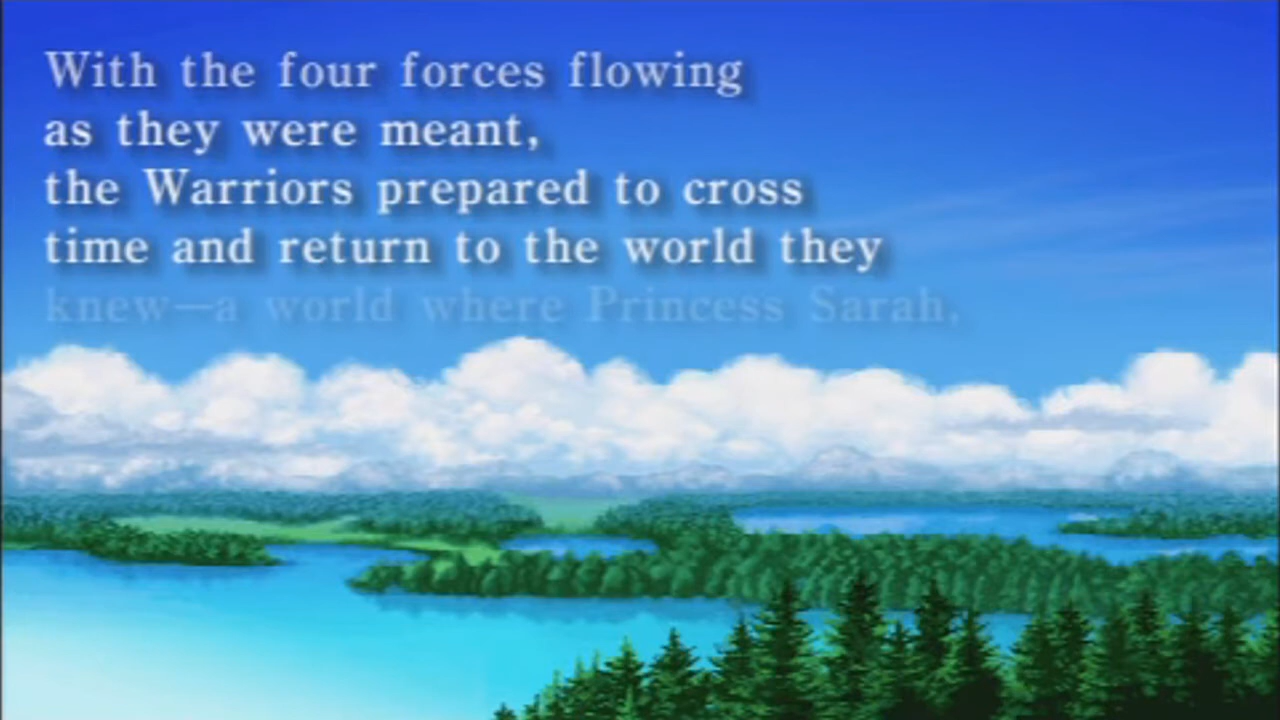 With the four forces flowing
as they were meant,
the Warriors prepared to cross
time and return to the world they
knew—a world where Princess Sarah,